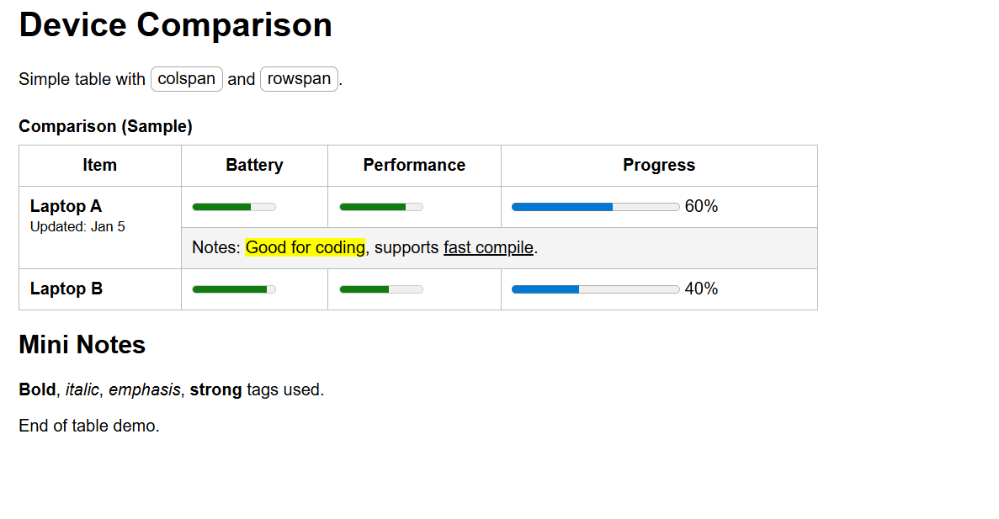 Device Comparison
Simple table with colspan and rowspan.
Comparison (Sample)
Item Battery Performance Progress
Laptop A 60%
Updated: Jan 5
Notes: Good for coding, supports fast compile.
Laptop B 40%
Mini Notes
Bold, italic, emphasis, strong tags used.
End of table demo.